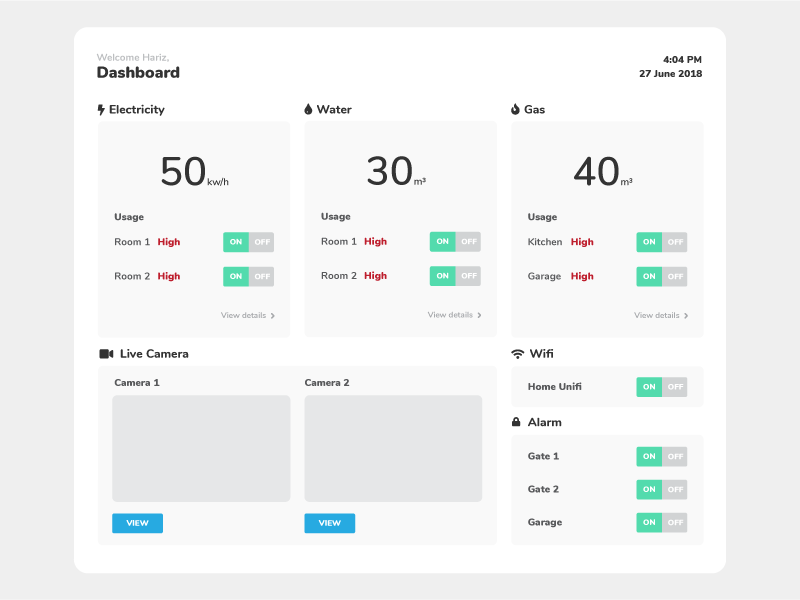 Welcome Hariz,
Dashboard
4:04 PM
27 June 2018
Electricity
50 kw/h
Usage
Room 1 High ON OFF
Room 2 High ON OFF
View details
Water
30 m³
Usage
Room 1 High ON OFF
Room 2 High ON OFF
View details
Gas
40 m³
Usage
Kitchen High ON OFF
Garage High ON OFF
View details
Live Camera
Camera 1
VIEW
Camera 2
VIEW
Wifi
Home Unifi ON OFF
Alarm
Gate 1 ON OFF
Gate 2 ON OFF
Garage ON OFF